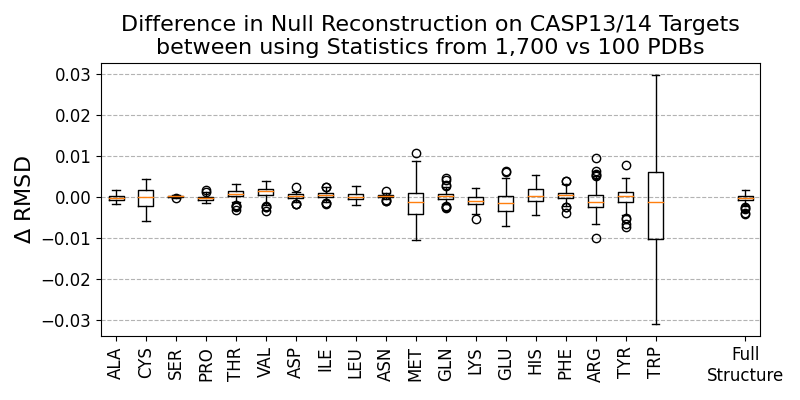 Difference in Null Reconstruction on CASP13/14 Targets
between using Statistics from 1,700 vs 100 PDBs
Δ RMSD
0.03
0.02
0.01
0.00
−0.01
−0.02
−0.03
ALA
CYS
SER
PRO
THR
VAL
ASP
ILE
LEU
ASN
MET
GLN
LYS
GLU
HIS
PHE
ARG
TYR
TRP
Full
Structure